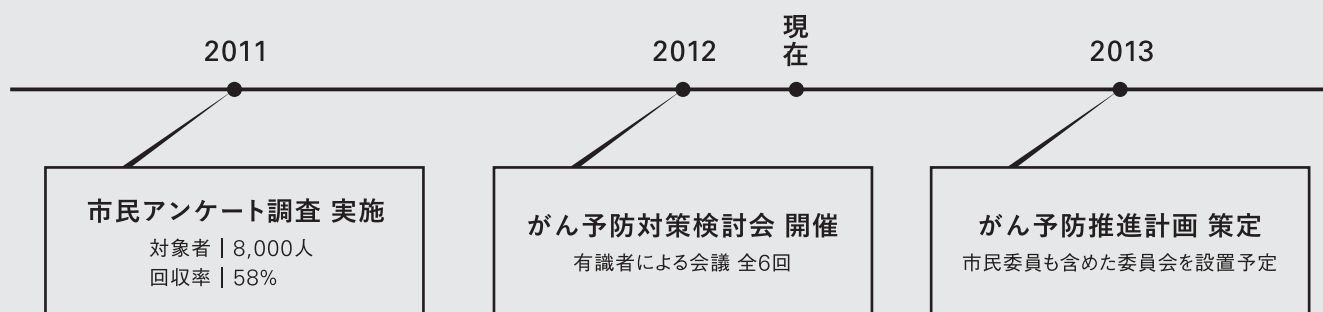 2011
2012
現在
2013
市民アンケート調査 実施
対象者 | 8,000人
回収率 | 58%
がん予防対策検討会 開催
有識者による会議 全6回
がん予防推進計画 策定
市民委員も含めた委員会を設置予定